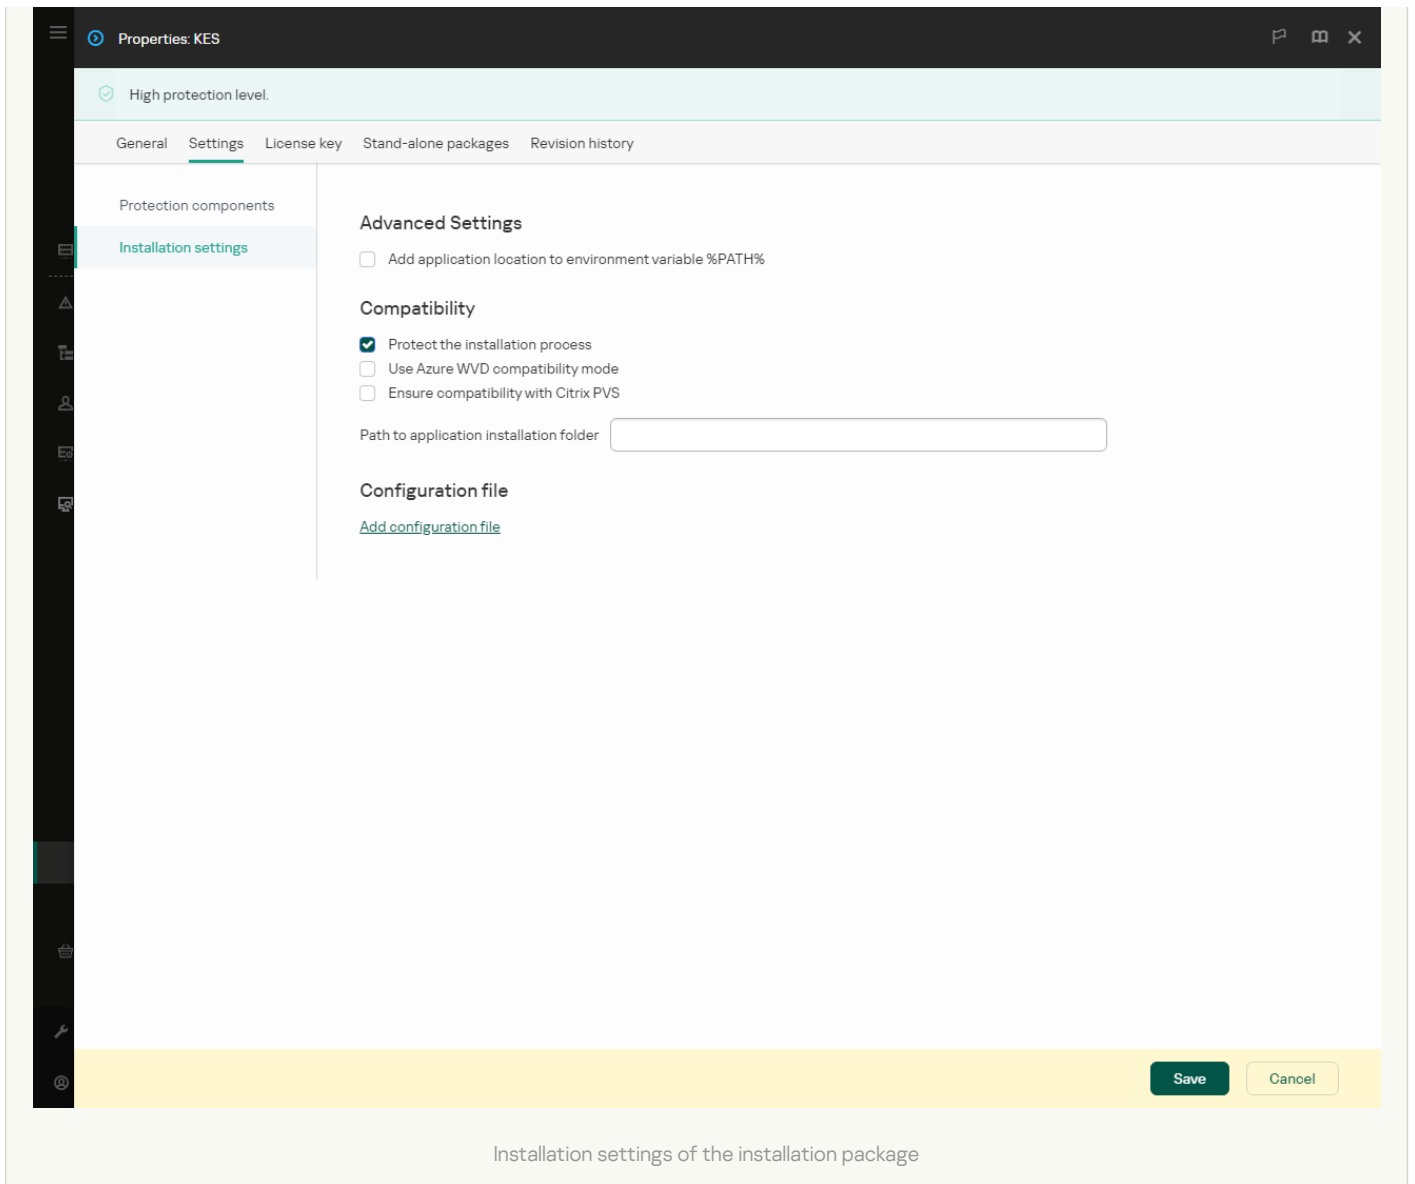 Properties: KES
High protection level.
General Settings License key Stand-alone packages Revision history
Protection components
Installation settings
Advanced Settings
Add application location to environment variable %PATH%
Compatibility
Protect the installation process
Use Azure WVD compatibility mode
Ensure compatibility with Citrix PVS
Path to application installation folder
Configuration file
Add configuration file
Save Cancel
Installation settings of the installation package